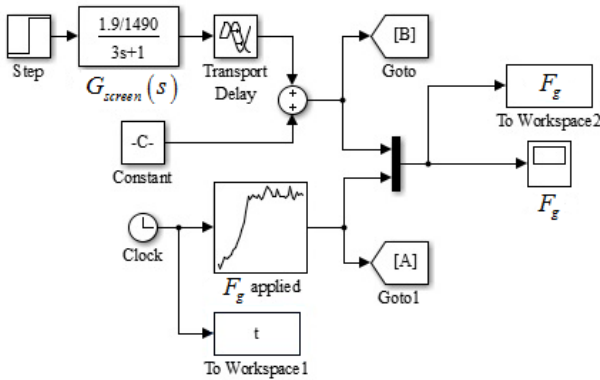 Step
1.9/1490
3s+1
G_screen (s)
Transport
Delay
[B]
Goto
-C-
Constant
+
+
F_g
To Workspace2
F_g
Clock
F_g applied
[A]
Goto1
t
To Workspace1